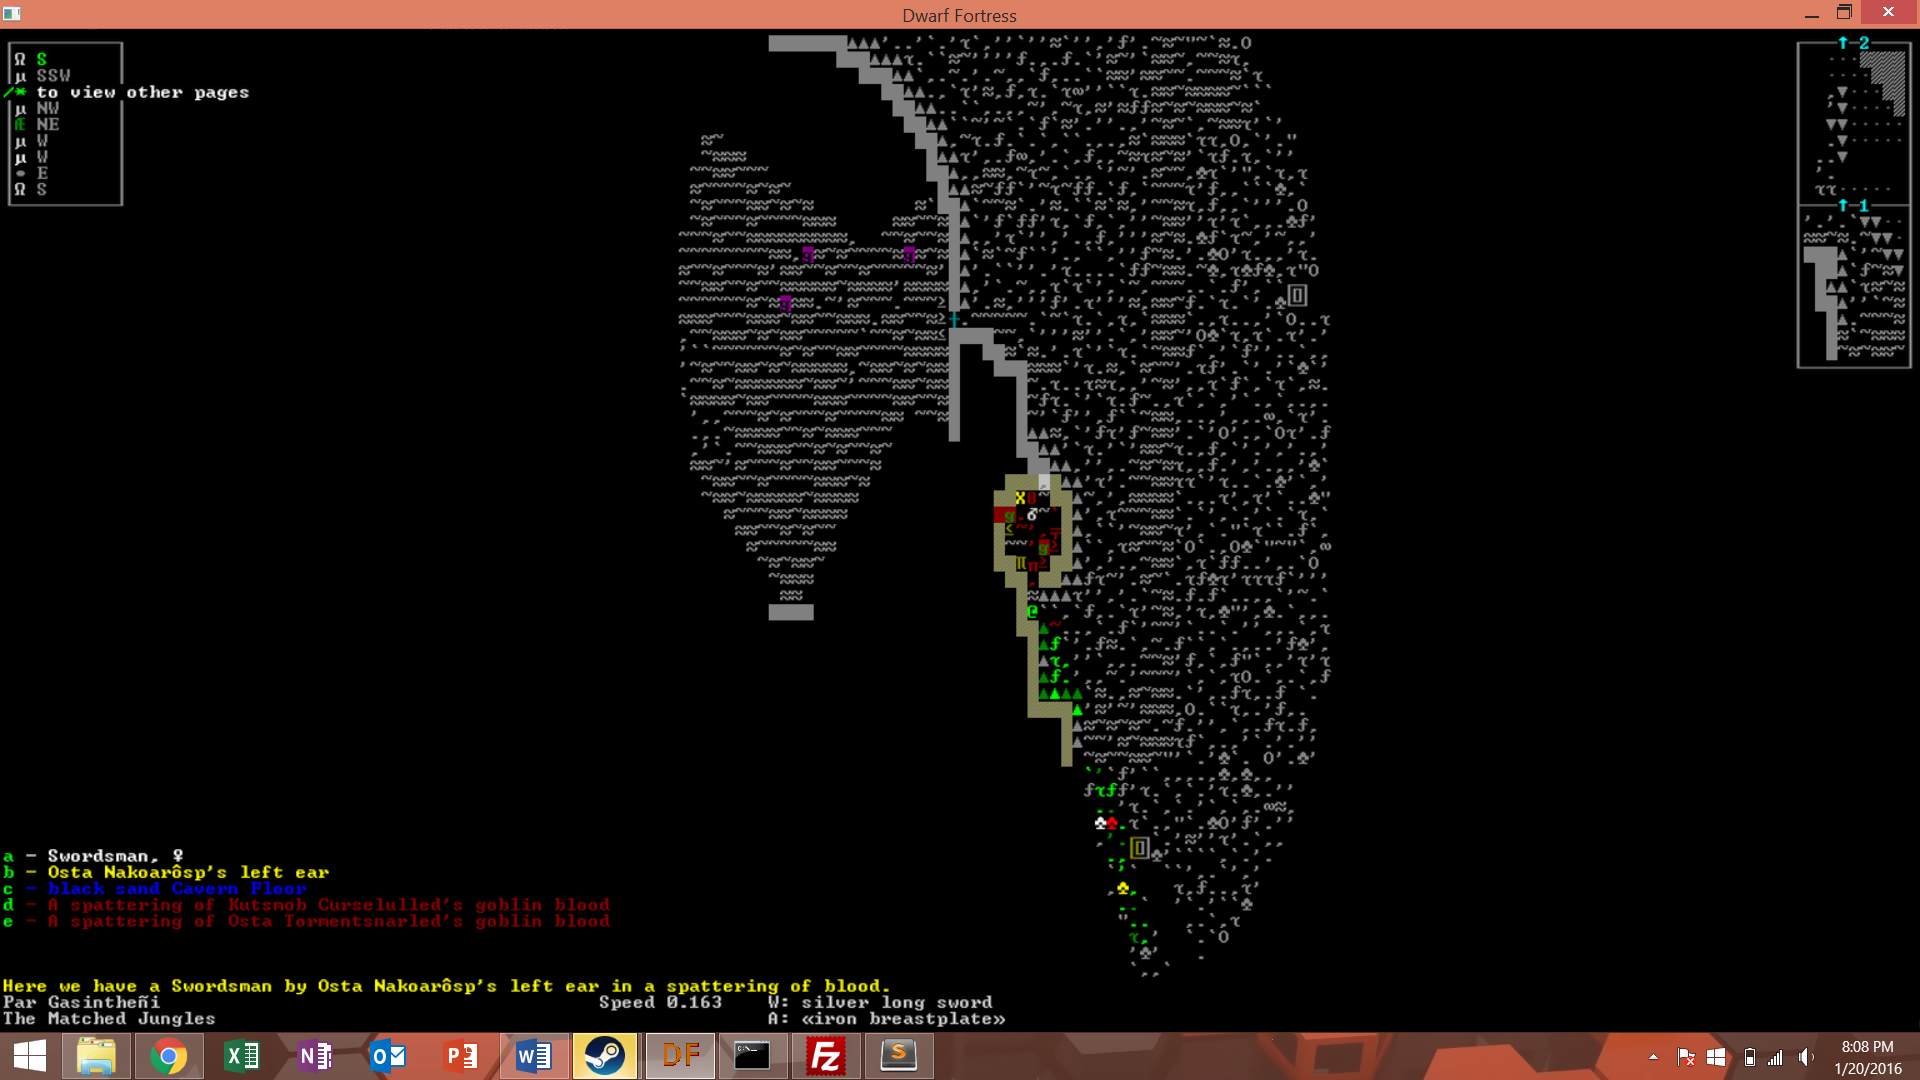 Dwarf Fortress
Ω S
µ SSW
/* to view other pages
µ NW
Æ NE
µ W
µ W
• E
Ω S
↑ 2
↑ 1
a - Swordsman, ♀
b - Osta Nakoarôsp's left ear
c - black sand Cavern Floor
d - A spattering of Kutsmob Curselulled's goblin blood
e - A spattering of Osta Tormentsnarled's goblin blood
Here we have a Swordsman by Osta Nakoarôsp's left ear in a spattering of blood.
Par Gasintheñi
Speed 0.163
W: silver long sword
The Matched Jungles
A: «iron breastplate»
DF
8:08 PM
1/20/2016